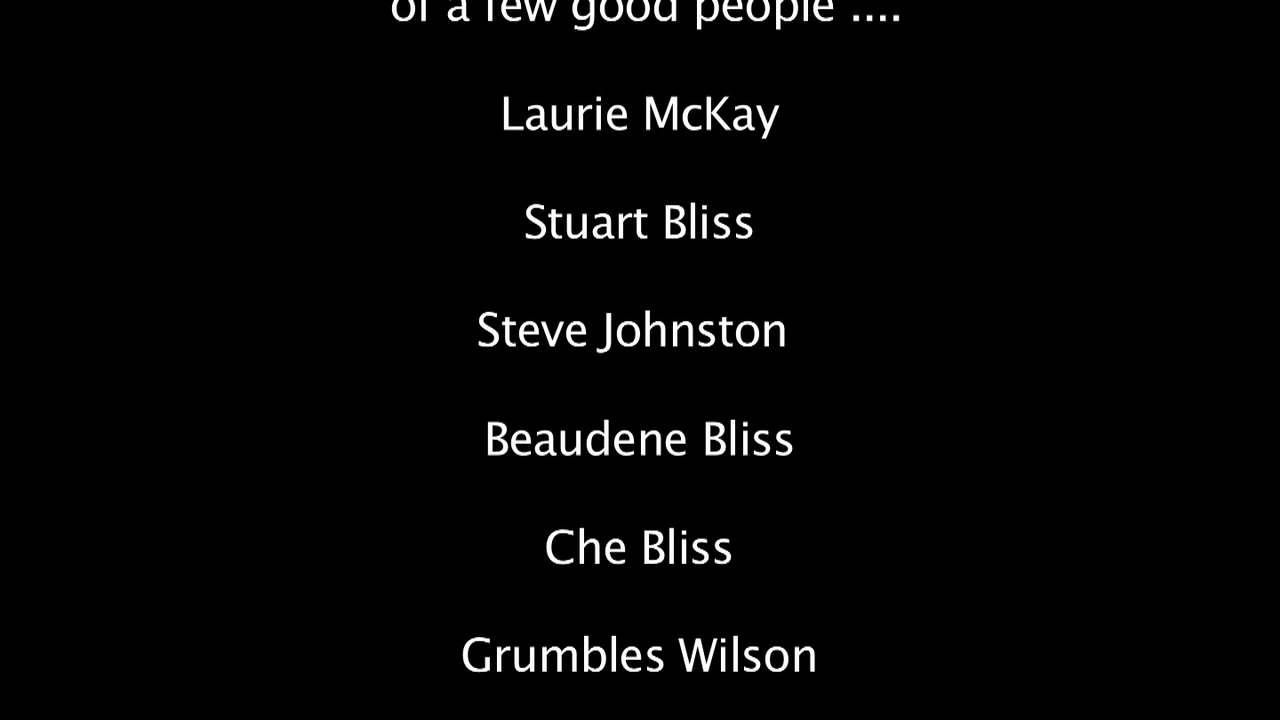 of a few good people ....
Laurie McKay
Stuart Bliss
Steve Johnston
Beaudene Bliss
Che Bliss
Grumbles Wilson